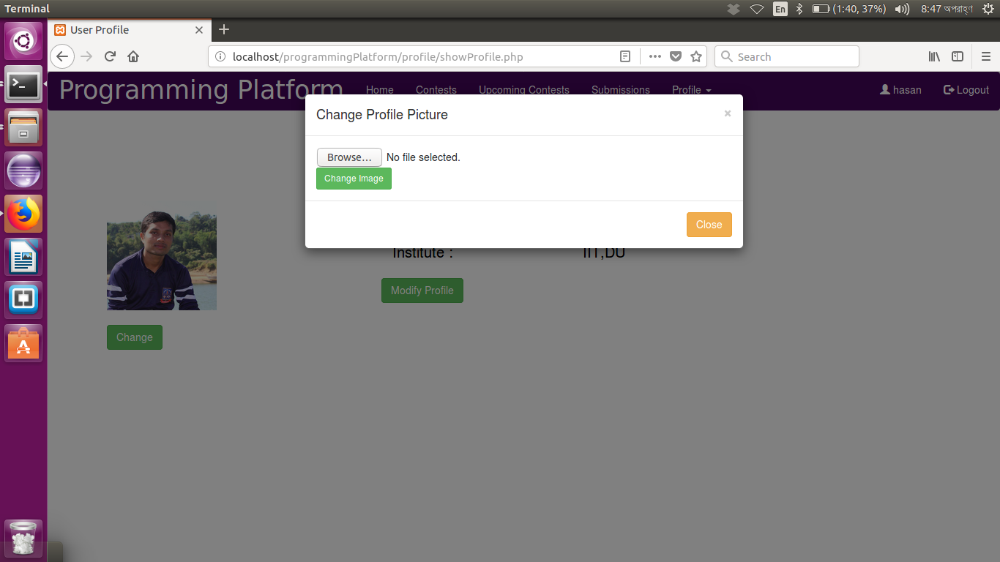 Terminal
En
(1:40, 37%)
8:47 অপরাহ্ণ
User Profile
localhost/programmingPlatform/profile/showProfile.php
Search
Programming Platform
Home
Contests
Upcoming Contests
Submissions
Profile
hasan
Logout
Change Profile Picture
×
Browse...
No file selected.
Change Image
Close
Institute :
IIT,DU
Modify Profile
Change